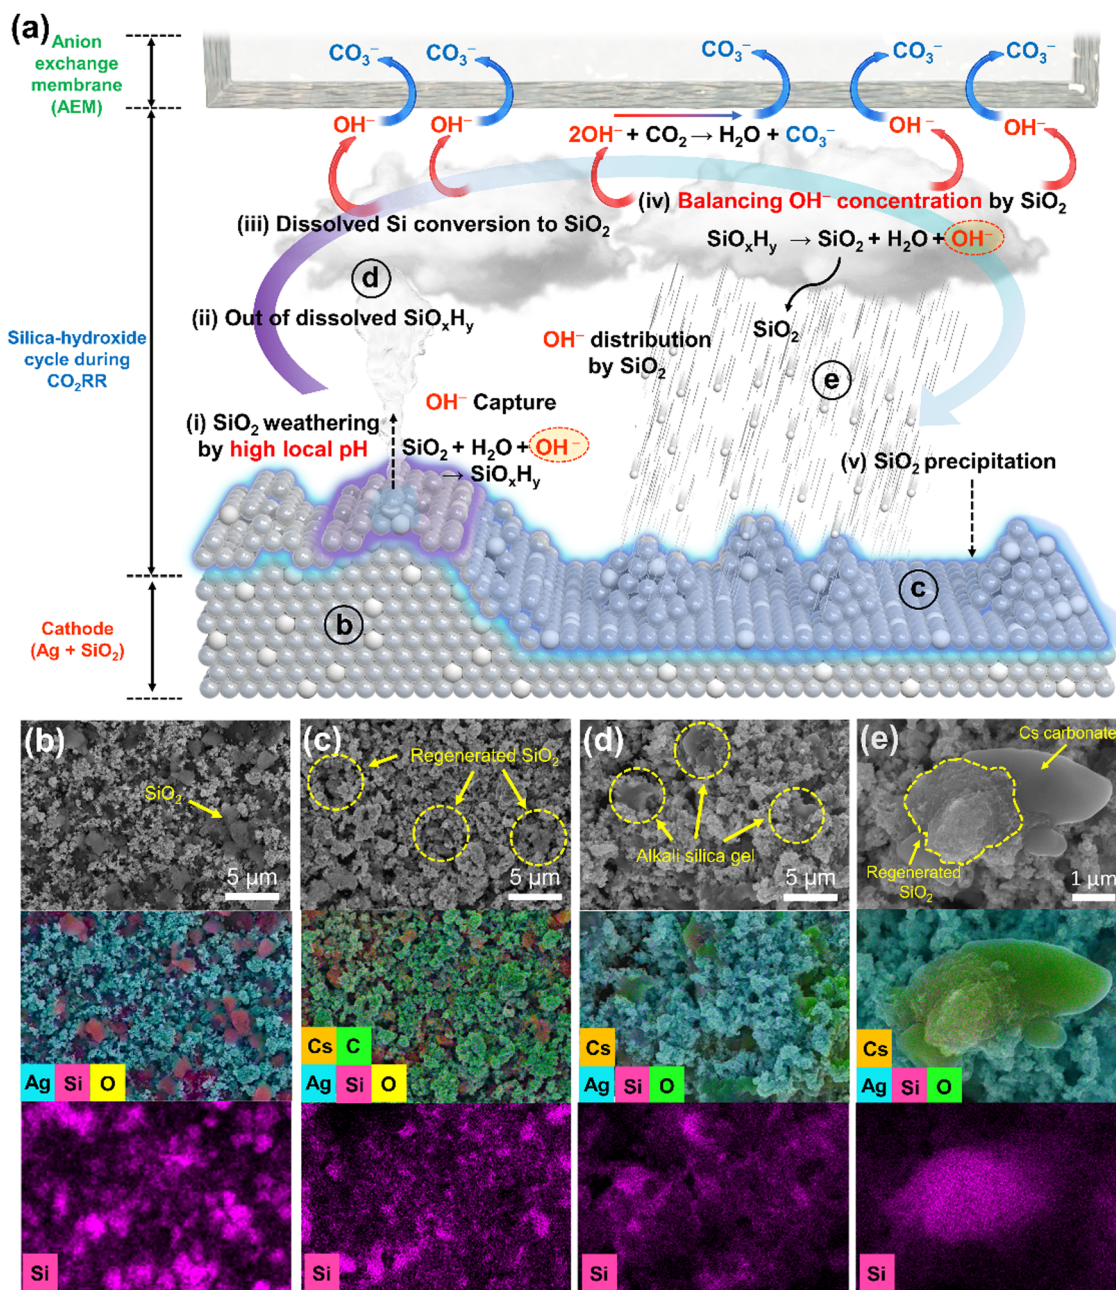 (a)
Anion
exchange
membrane
(AEM)
CO₃⁻
CO₃⁻
CO₃⁻
CO₃⁻
CO₃⁻
OH⁻
OH⁻
2OH⁻ + CO₂ → H₂O + CO₃⁻
OH⁻
OH⁻
(iii) Dissolved Si conversion to SiO₂
(iv) Balancing OH⁻ concentration by SiO₂
SiOₓHᵧ → SiO₂ + H₂O + OH⁻
d
(ii) Out of dissolved SiOₓHᵧ
SiO₂
OH⁻ distribution
by SiO₂
e
Silica-hydroxide
cycle during
CO₂RR
OH⁻ Capture
(i) SiO₂ weathering
by high local pH
SiO₂ + H₂O + OH⁻
→ SiOₓHᵧ
(v) SiO₂ precipitation
c
b
Cathode
(Ag + SiO₂)
(b)
SiO₂
5 µm
(c)
Regenerated SiO₂
5 µm
(d)
Alkali silica gel
5 µm
(e)
Cs carbonate
Regenerated
SiO₂
1 µm
Ag Si O
Cs C
Ag Si O
Cs
Ag Si O
Cs
Ag Si O
Si
Si
Si
Si